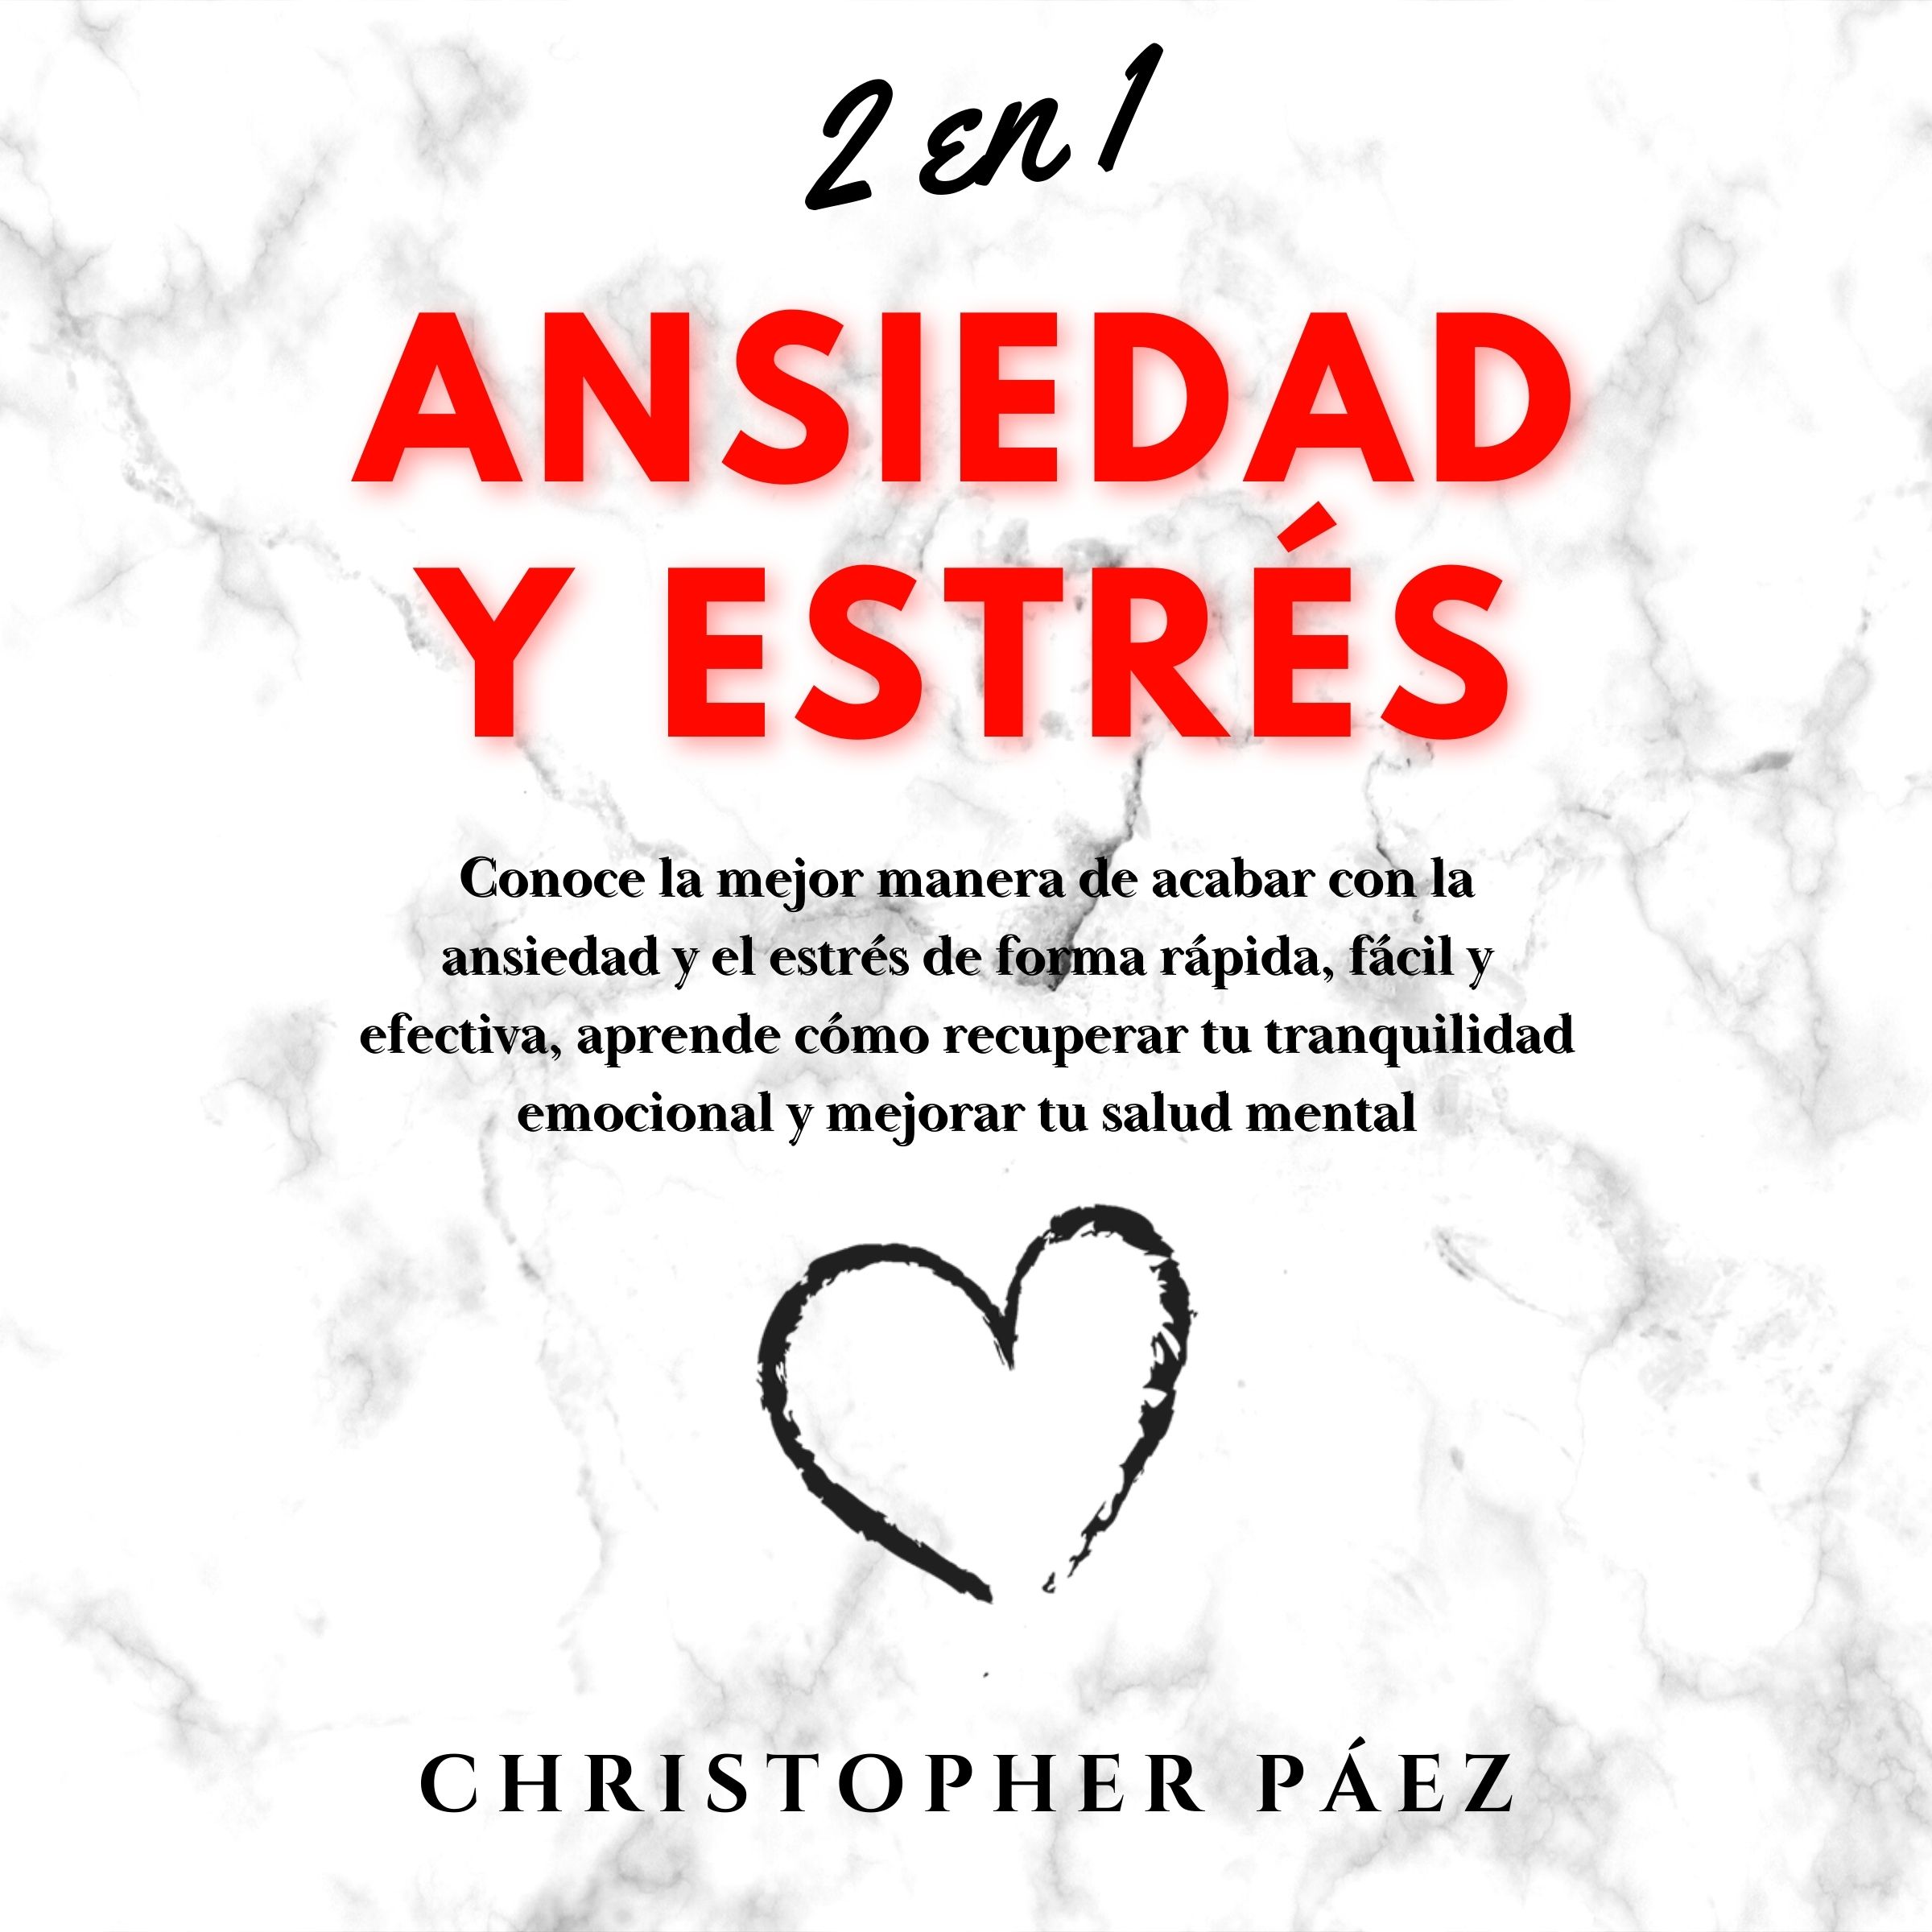 2 en 1
ANSIEDAD
Y ESTRÉS
Conoce la mejor manera de acabar con la
ansiedad y el estrés de forma rápida, fácil y
efectiva, aprende cómo recuperar tu tranquilidad
emocional y mejorar tu salud mental
CHRISTOPHER PÁEZ